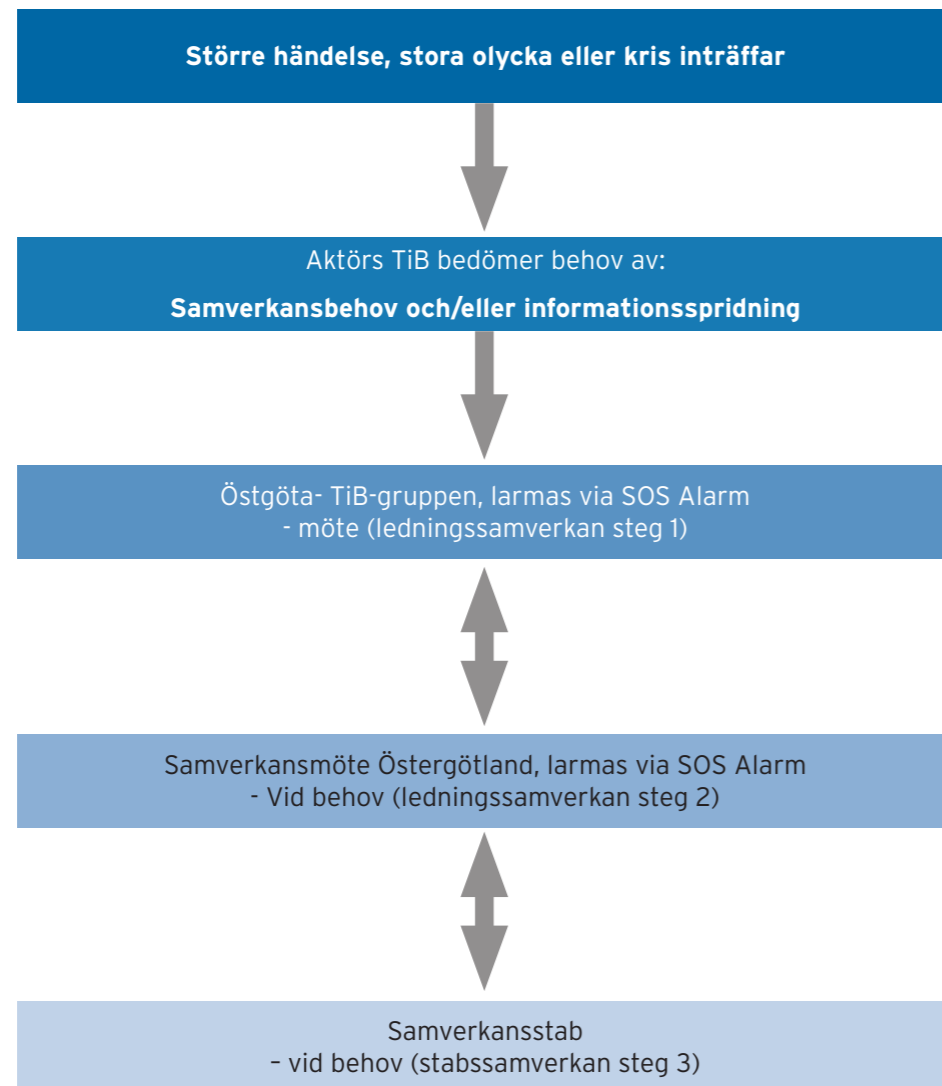 Större händelse, stora olycka eller kris inträffar
Aktörs TiB bedömer behov av:
Samverkansbehov och/eller informationsspridning
Östgöta- TiB-gruppen, larmas via SOS Alarm
- möte (ledningssamverkan steg 1)
Samverkansmöte Östergötland, larmas via SOS Alarm
- Vid behov (ledningssamverkan steg 2)
Samverkansstab
– vid behov (stabssamverkan steg 3)